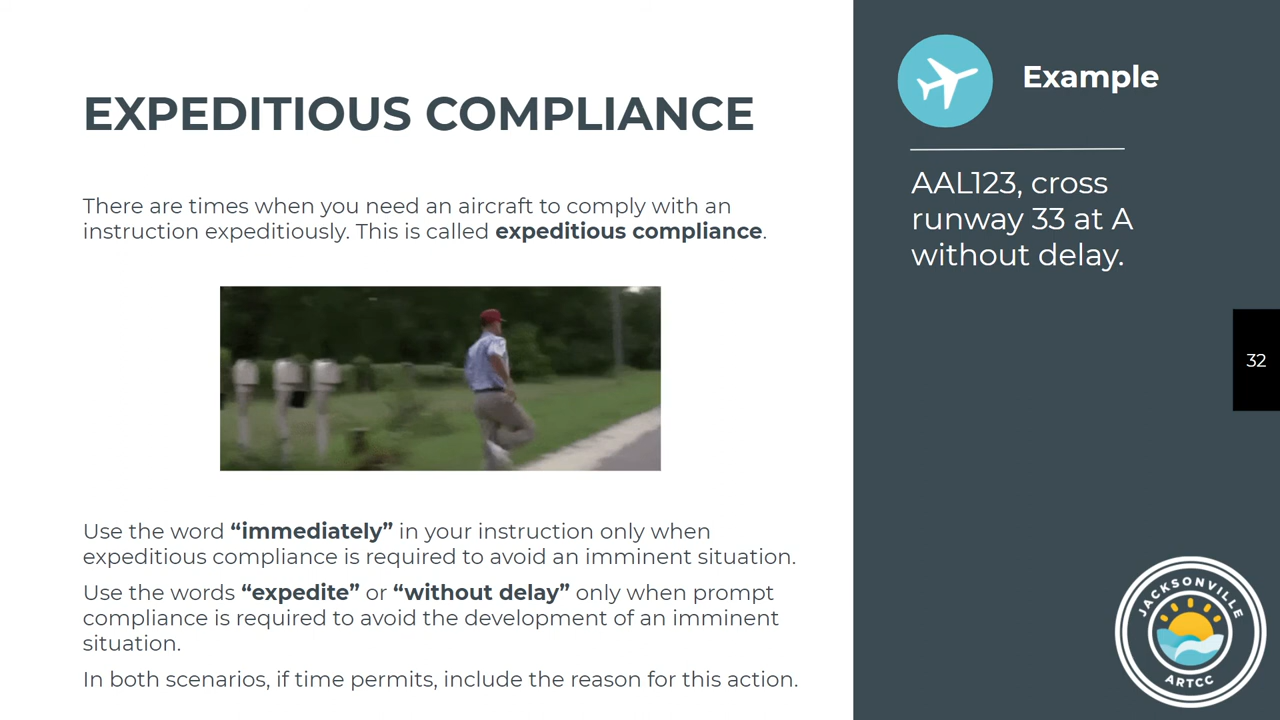 EXPEDITIOUS COMPLIANCE
There are times when you need an aircraft to comply with an
instruction expeditiously. This is called expeditious compliance.
Use the word “immediately” in your instruction only when
expeditious compliance is required to avoid an imminent situation.
Use the words “expedite” or “without delay” only when prompt
compliance is required to avoid the development of an imminent
situation.
In both scenarios, if time permits, include the reason for this action.
Example
AAL123, cross
runway 33 at A
without delay.
32
JACKSONVILLE
ARTCC